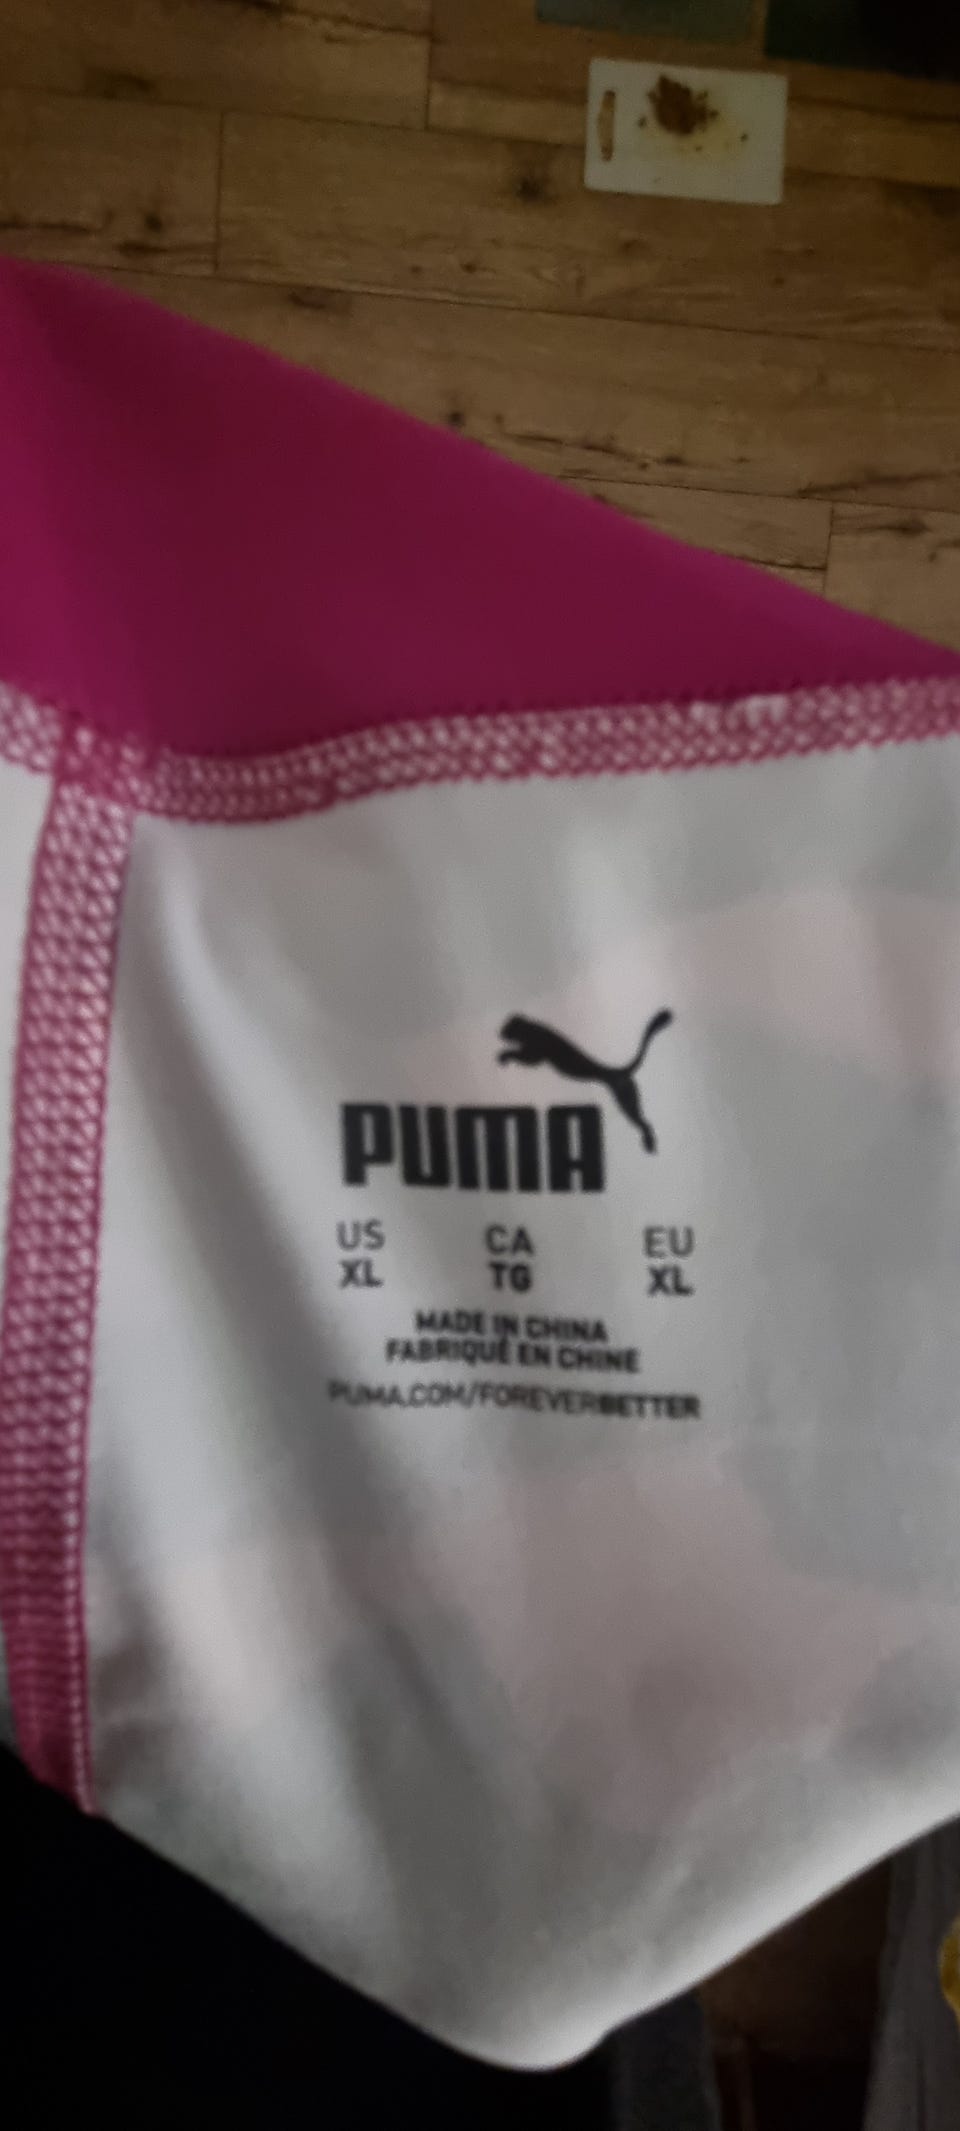 PUMA
US CA EU
XL TG XL
MADE IN CHINA
FABRIQUÉ EN CHINE
PUMA.COM/FOREVERBETTER